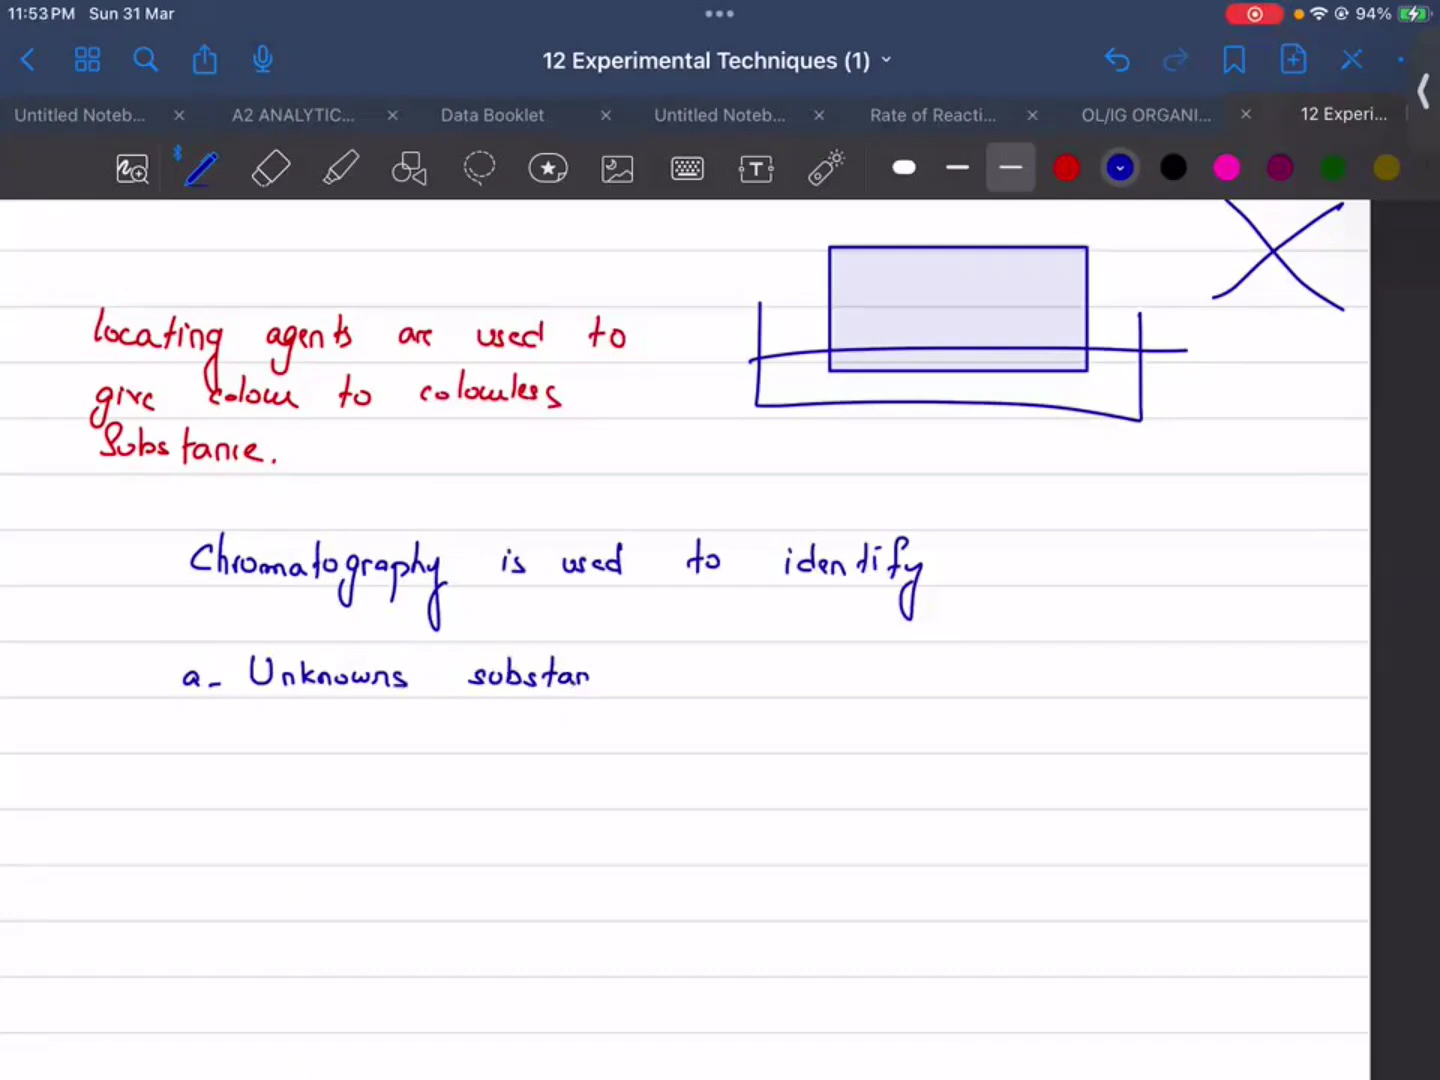 11:53 PM Sun 31 Mar
94%
12 Experimental Techniques (1)
Untitled Noteb... A2 ANALYTIC... Data Booklet Untitled Noteb... Rate of Reacti... OL/IG ORGANI... 12 Experi...
locating agents are used to
give colour to colourless
Substance.
Chromatography is used to identify
a- Unknowns substan